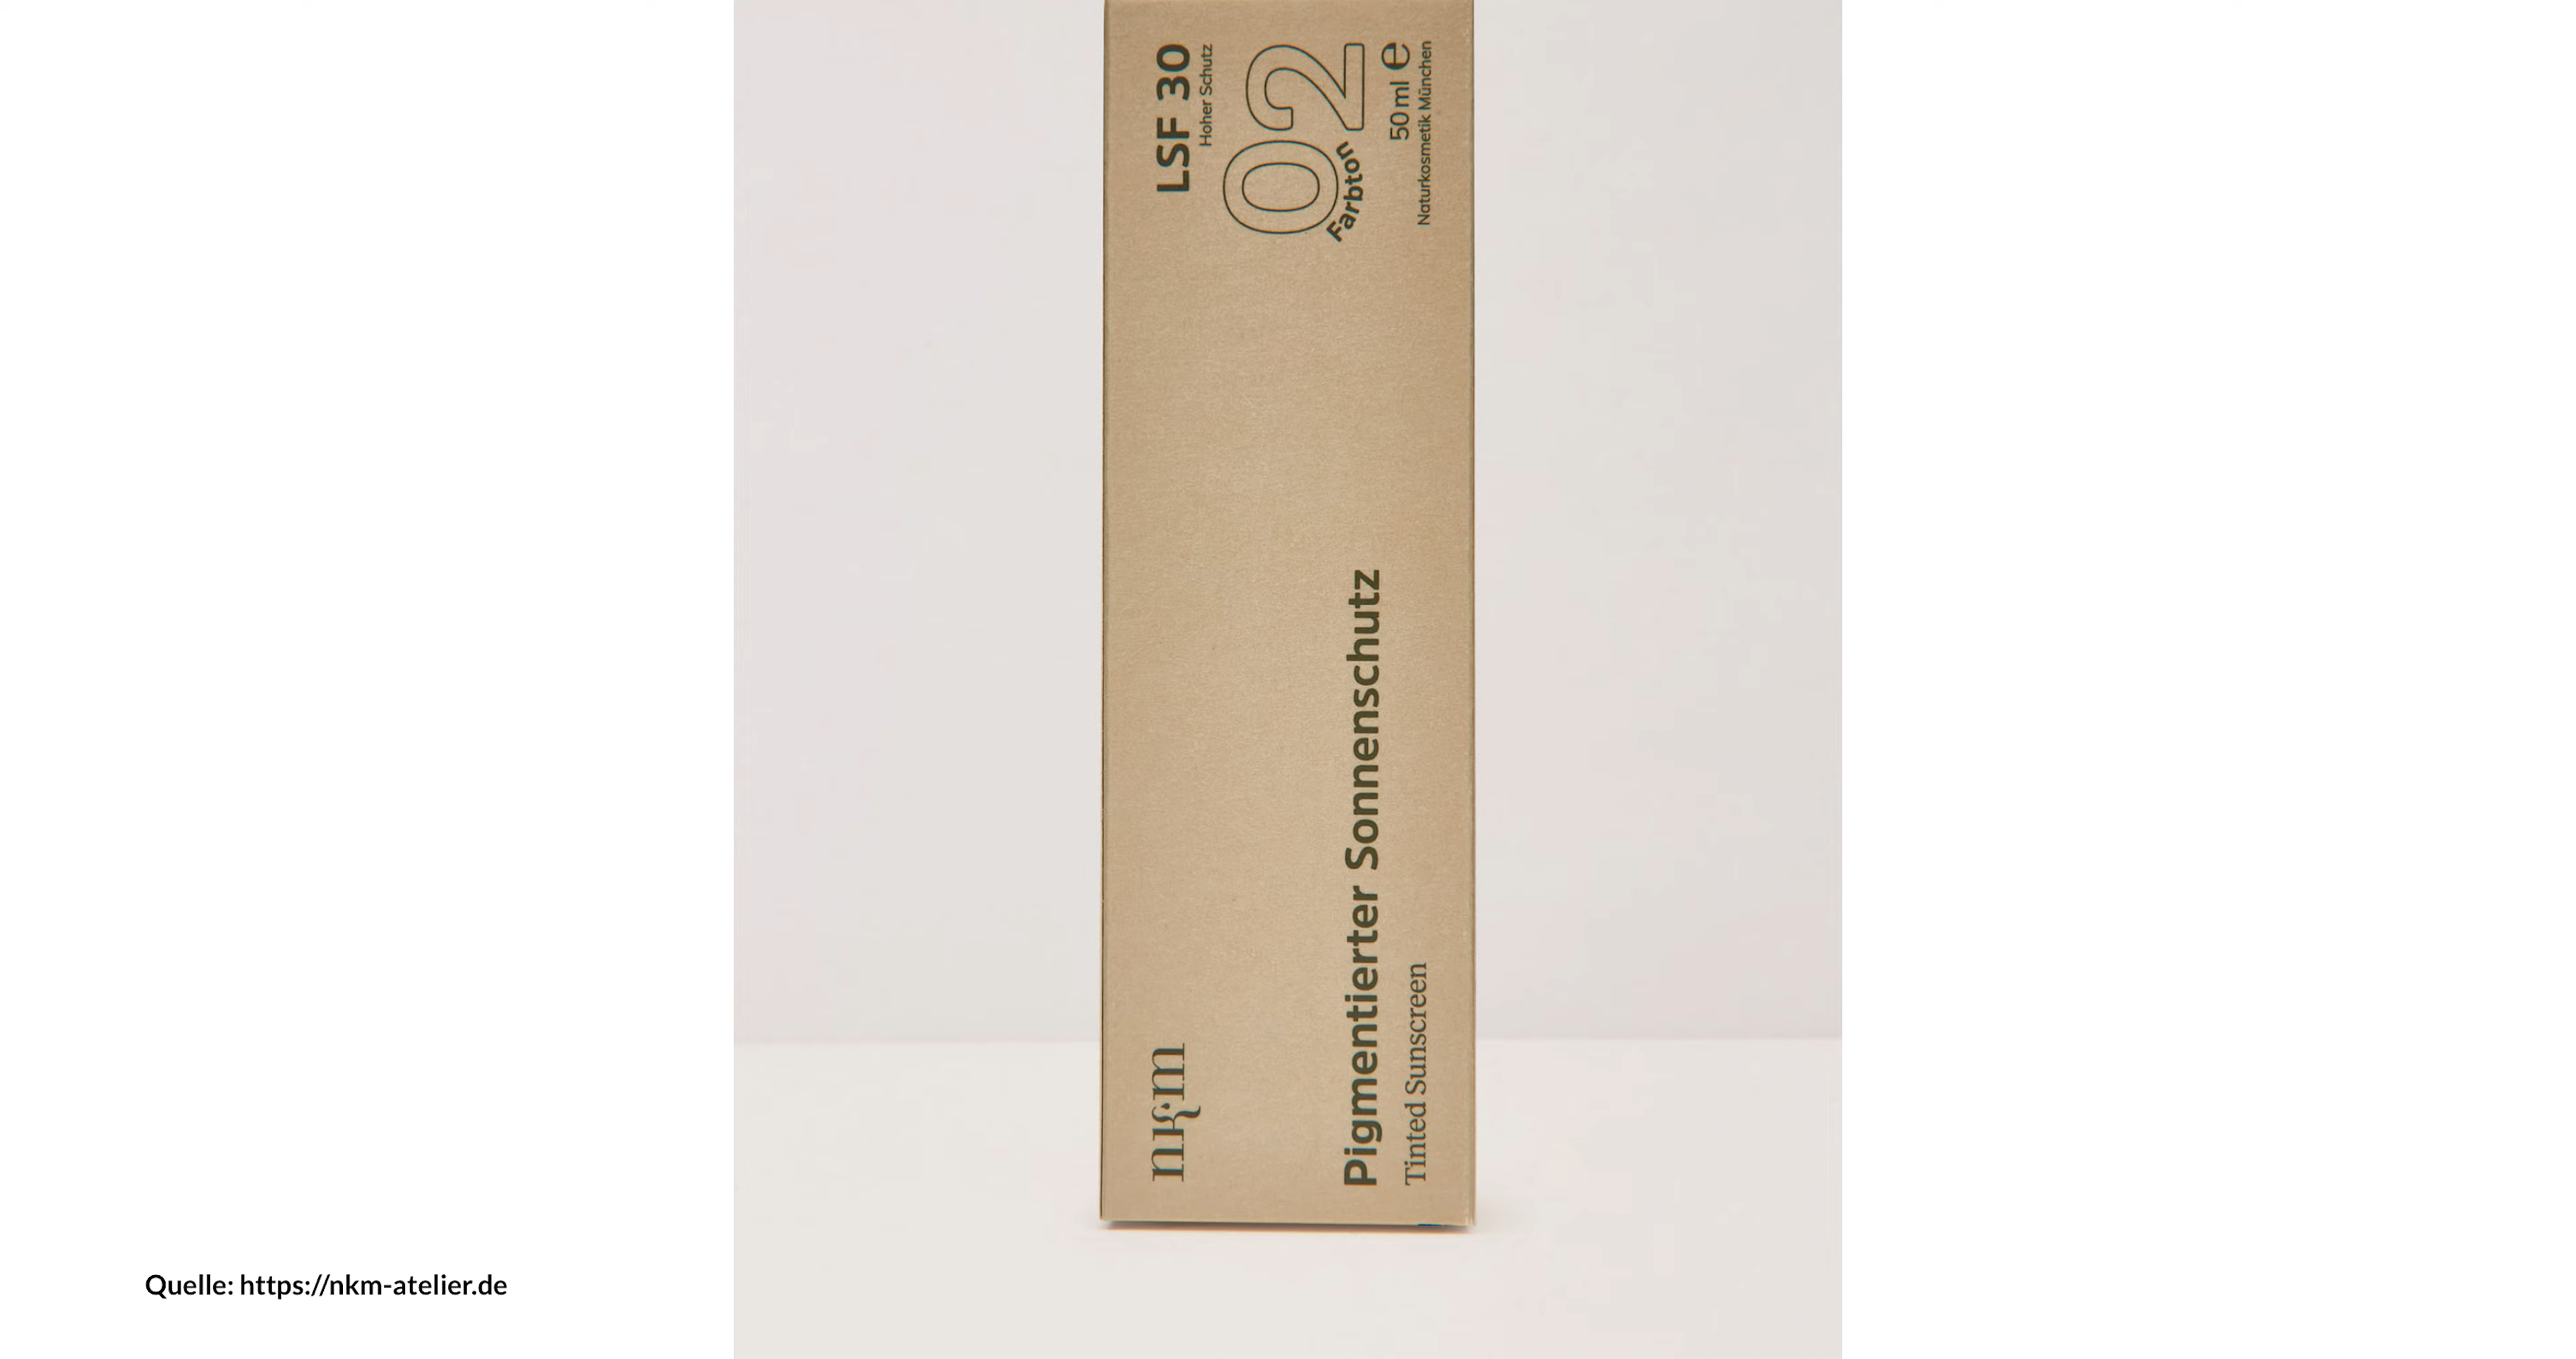 LSF 30
Hoher Schutz
02
Farbton
50 ml ℮
Naturkosmetik München
nkm
Pigmentierter Sonnenschutz
Tinted Sunscreen
Quelle: https://nkm-atelier.de